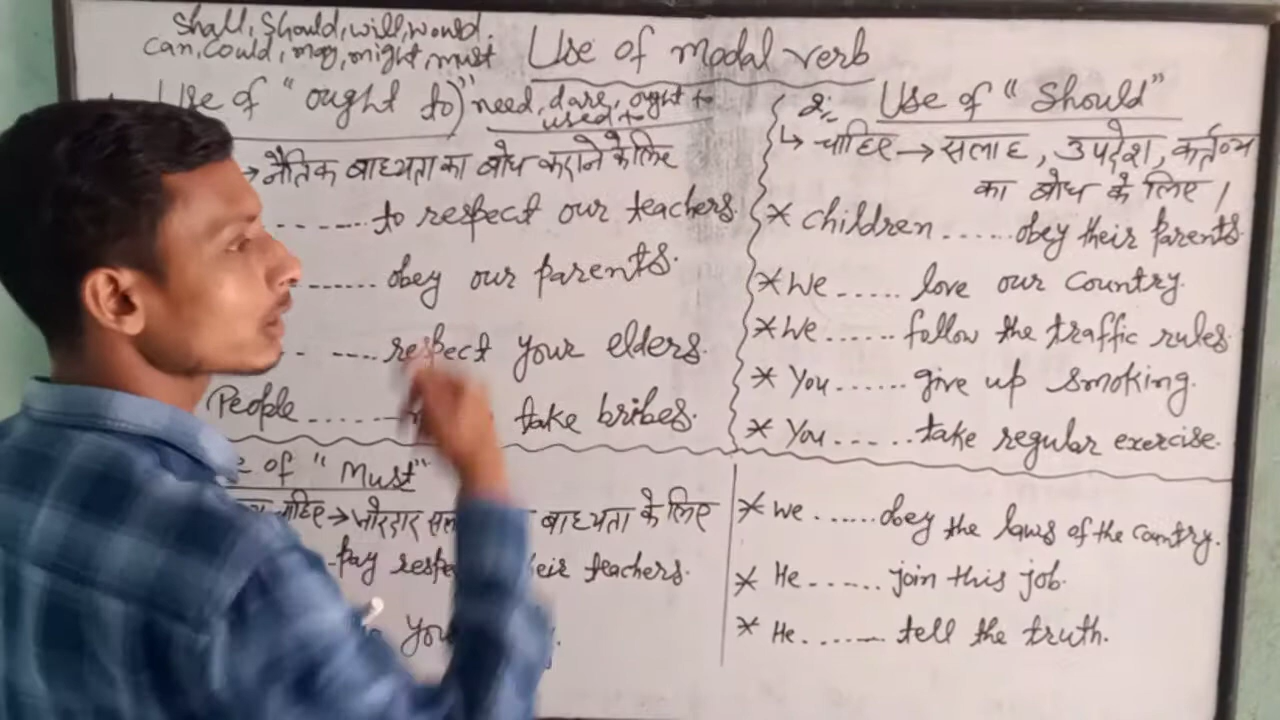 shall, should, will, would.
can, could, may, might, must
Use of modal verb
Use of "ought to)" need, dare, ought to
used to
→ नैतिक बाध्यता का बोध कराने के लिए
....... to respect our teachers.
...... obey our parents.
. .... respect your elders.
People ...... take bribes.
2:-
Use of "Should"
↳ चाहिए → सलाह, उपदेश, कर्तव्य
का बोध के लिए ।
* children ...... obey their parents.
* We ...... love our country.
* We ...... follow the traffic rules.
* You ...... give up smoking.
* You ...... take regular exercise.
of "Must"
चाहिए → जोरदार बाध्यता के लिए
pay teachers.
* We ...... obey the laws of the country.
* He ...... join this job.
* He ....... tell the truth.